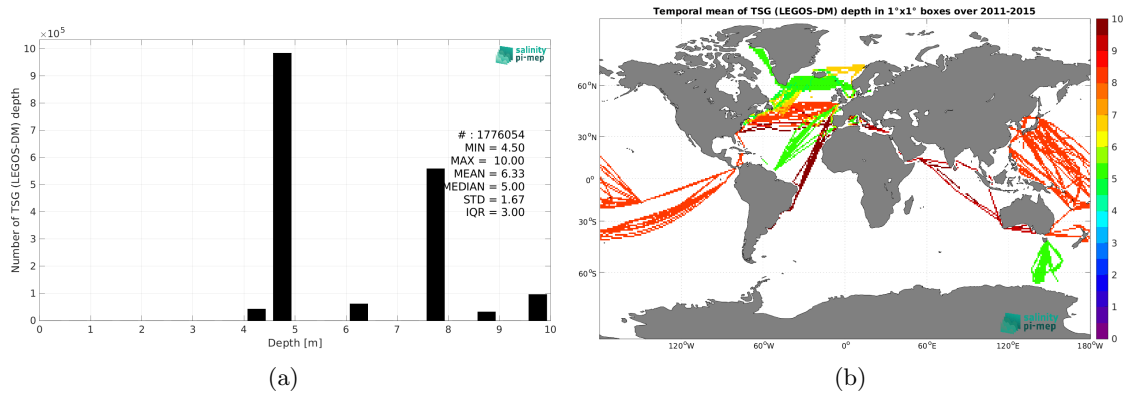 Temporal mean of TSG (LEGOS-DM) depth in 1°x1° boxes over 2011-2015
×10⁵
10
9
8
7
6
5
4
3
2
1
0
Number of TSG (LEGOS-DM) depth
salinity
pi-mep
# : 1776054
MIN = 4.50
MAX = 10.00
MEAN = 6.33
MEDIAN = 5.00
STD = 1.67
IQR = 3.00
0 1 2 3 4 5 6 7 8 9 10
Depth [m]
(a)
60°N
30°N
0°
30°S
60°S
120°W 60°W 0° 60°E 120°E 180°W
salinity
pi-mep
10
9
8
7
6
5
4
3
2
1
0
(b)